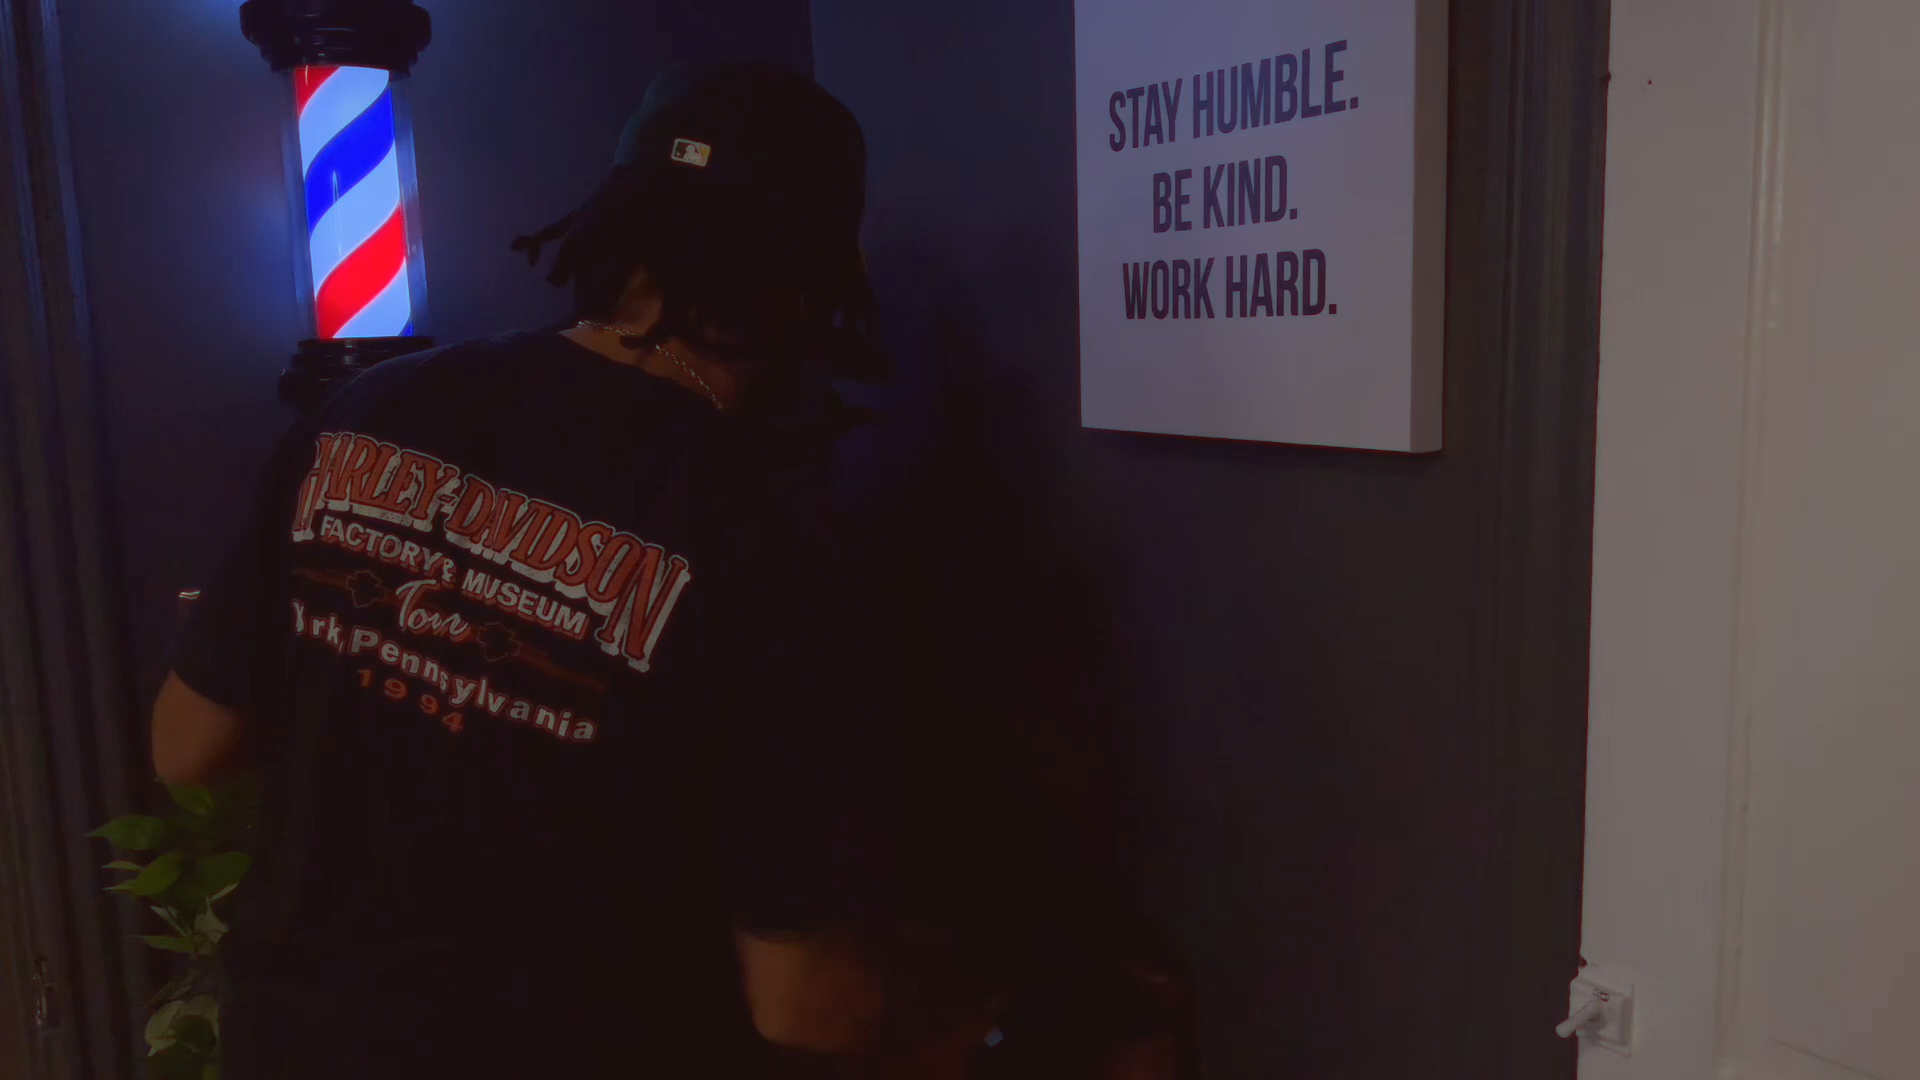 STAY HUMBLE.
BE KIND.
WORK HARD.
HARLEY-DAVIDSON
FACTORY & MUSEUM
Tour
York, Pennsylvania
1994